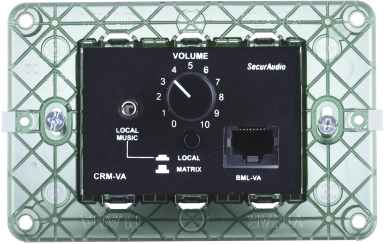 VOLUME
SecurAudio
5
4 6
3 7
2 8
1 9
0 10
LOCAL
MUSIC
LOCAL
MATRIX
CRM-VA
BML-VA